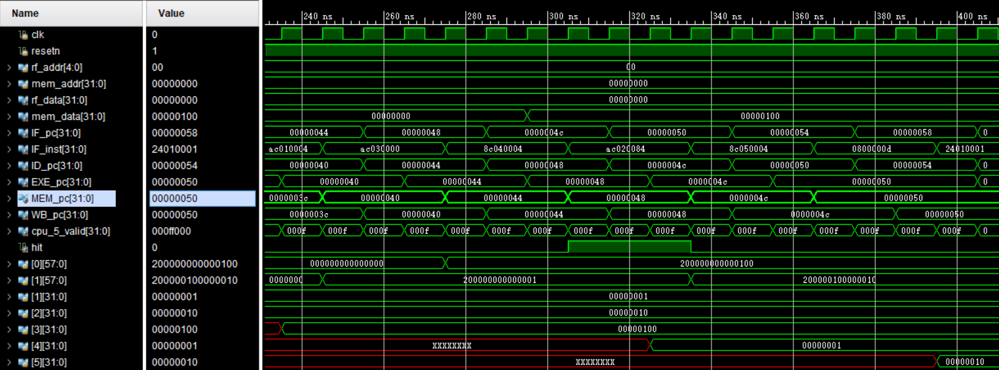 Name Value 240 ns 260 ns 280 ns 300 ns 320 ns 340 ns 360 ns 380 ns 400 ns
clk 0
resetn 1
rf_addr[4:0] 00 00
mem_addr[31:0] 00000000 00000000
rf_data[31:0] 00000000 00000000
mem_data[31:0] 00000100 00000000 00000100
IF_pc[31:0] 00000058 00000044 00000048 0000004c 00000050 00000054 00000058 0
IF_inst[31:0] 24010001 ac010004 ac030000 8c040004 ac020084 8c050004 0800000d 24010001
ID_pc[31:0] 00000054 00000040 00000044 00000048 0000004c 00000050 00000054 0
EXE_pc[31:0] 00000050 00000040 00000044 00000048 0000004c 00000050 0
MEM_pc[31:0] 00000050 0000003c 00000040 00000044 00000048 0000004c 00000050
WB_pc[31:0] 00000050 0000003c 00000040 00000044 00000048 0000004c 00000050
cpu_5_valid[31:0] 000ff000 000f 000f 000f 000f 000f 000f 000f 000f 000f 000f 000f 000f 000f 000f 000f 000f 000f 0
hit 0
[0][57:0] 200000000000100 000000000000000 200000000000100
[1][57:0] 200000100000010 0000000 200000000000001 200000100000010
[1][31:0] 00000001 00000001
[2][31:0] 00000010 00000010
[3][31:0] 00000100 00000100
[4][31:0] 00000001 XXXXXXXX 00000001
[5][31:0] 00000010 XXXXXXXX 00000010